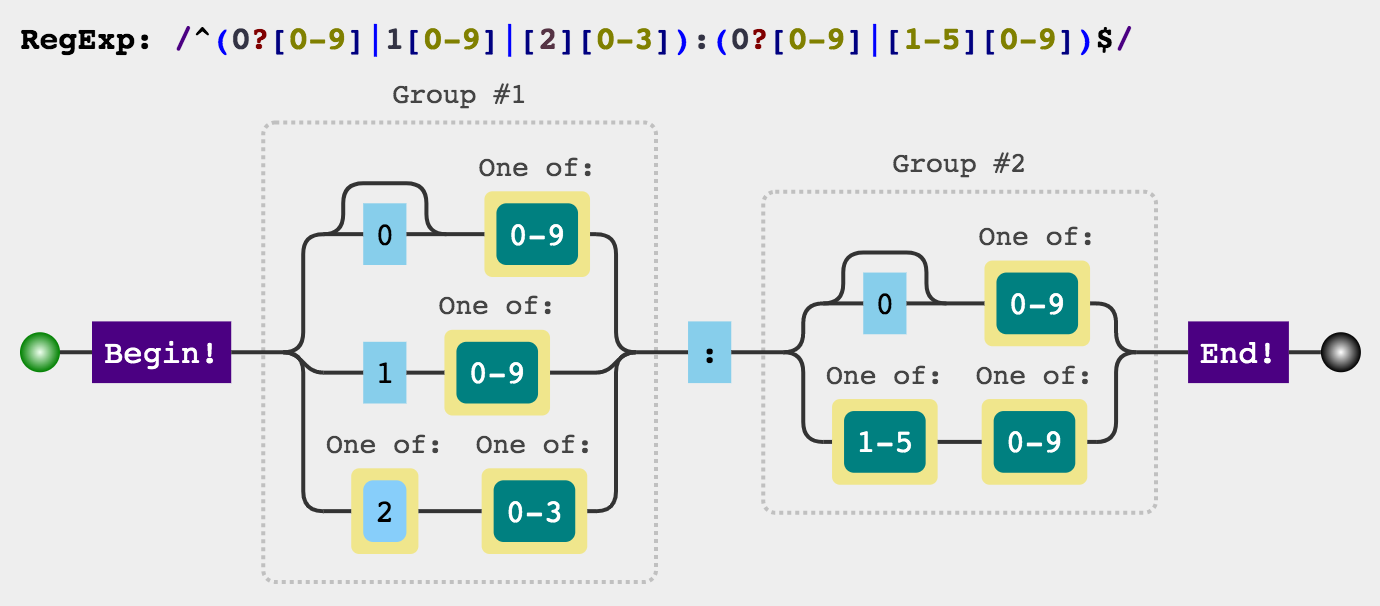 RegExp: /^(0?[0-9]|1[0-9]|[2][0-3]):(0?[0-9]|[1-5][0-9])$/
Group #1
One of:
0
0-9
One of:
1
0-9
One of: One of:
2
0-3
Begin!
:
Group #2
One of:
0
0-9
One of: One of:
1-5
0-9
End!